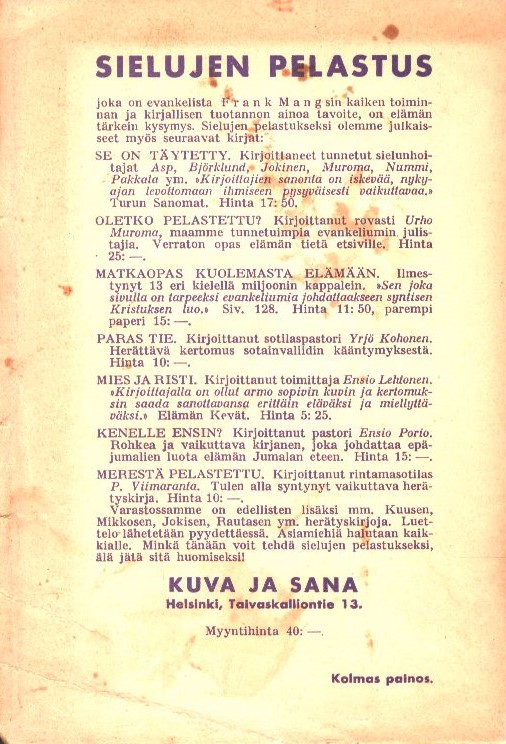 SIELUJEN PELASTUS
joka on evankelista Frank Mangsin kaiken toimin-
nan ja kirjallisen tuotannon ainoa tavoite, on elämän
tärkein kysymys. Sielujen pelastukseksi olemme julkais-
seet myös seuraavat kirjat:
SE ON TÄYTETTY. Kirjoittaneet tunnetut sielunhoi-
tajat Asp, Björklund, Jokinen, Muroma, Nummi,
Pakkala ym. »Kirjoittajien sanonta on iskevää, nyky-
ajan levottomaan ihmiseen pysyväisesti vaikuttavaa.»
Turun Sanomat. Hinta 17: 50.
OLETKO PELASTETTU? Kirjoittanut rovasti Urho
Muroma, maamme tunnetuimpia evankeliumin julis-
tajia. Verraton opas elämän tietä etsiville. Hinta
25: —.
MATKAOPAS KUOLEMASTA ELÄMÄÄN. Ilmes-
tynyt 13 eri kielellä miljoonin kappalein. »Sen joka
sivulla on tarpeeksi evankeliumia johdattaakseen syntisen
Kristuksen luo.» Siv. 128. Hinta 11: 50, parempi
paperi 15: —.
PARAS TIE. Kirjoittanut sotilaspastori Yrjö Kohonen.
Herättävä kertomus sotainvaliidin kääntymyksestä.
Hinta 10: —.
MIES JA RISTI. Kirjoittanut toimittaja Ensio Lehtonen.
»Kirjoittajalla on ollut armo sopivin kuvin ja kertomuk-
sin saada sanottavansa erittäin eläväksi ja miellyttä-
väksi.» Elämän Kevät. Hinta 5: 25.
KENELLE ENSIN? Kirjoittanut pastori Ensio Porto.
Rohkea ja vaikuttava kirjanen, joka johdattaa epä-
jumalien luota elämän Jumalan eteen. Hinta 15: —.
MERESTÄ PELASTETTU. Kirjoittanut rintamasotilas
P. Viimaranta. Tulen alla syntynyt vaikuttava herä-
tyskirja. Hinta 10: —.
Varastossamme on edellisten lisäksi mm. Kuusen,
Mikkosen, Jokisen, Rautasen ym. herätyskirjoja. Luet-
telo lähetetään pyydettäessä. Asiamiehiä halutaan kaik-
kialle. Minkä tänään voit tehdä sielujen pelastukseksi,
älä jätä sitä huomiseksi!
KUVA JA SANA
Helsinki, Taivaskalliontie 13.
Myyntihinta 40: —.
Kolmas painos.